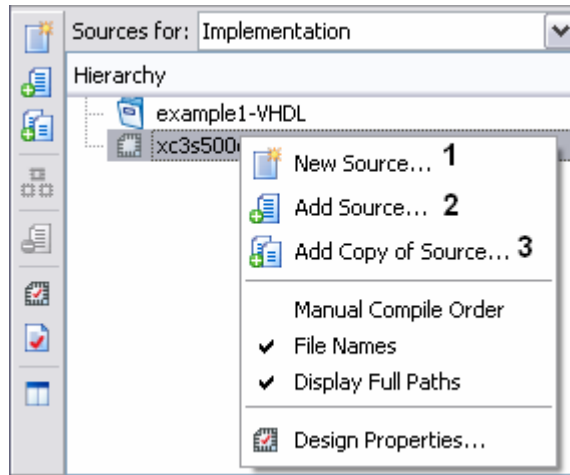 Sources for: Implementation
Hierarchy
example1-VHDL
xc3s500
New Source... 1
Add Source... 2
Add Copy of Source... 3
Manual Compile Order
File Names
Display Full Paths
Design Properties...